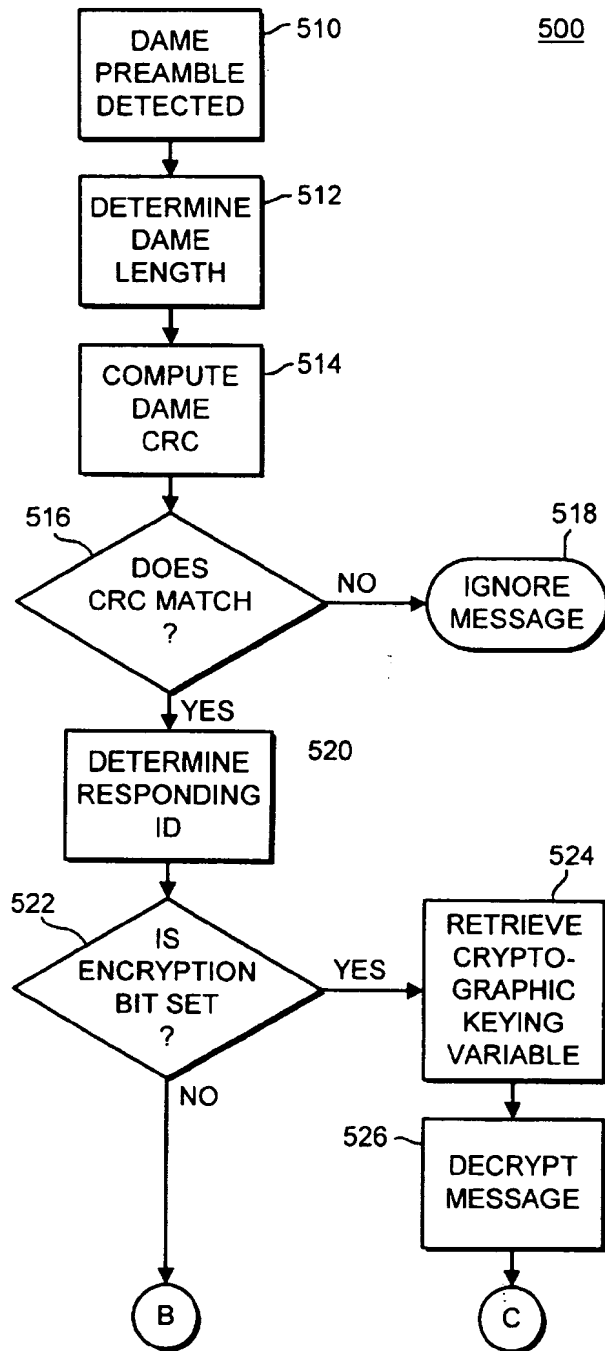 510
500
DAME
PREAMBLE
DETECTED
512
DETERMINE
DAME
LENGTH
514
COMPUTE
DAME
CRC
516
DOES
CRC MATCH
?
NO
518
IGNORE
MESSAGE
YES
520
DETERMINE
RESPONDING
ID
522
IS
ENCRYPTION
BIT SET
?
YES
524
RETRIEVE
CRYPTO-
GRAPHIC
KEYING
VARIABLE
NO
526
DECRYPT
MESSAGE
B
C